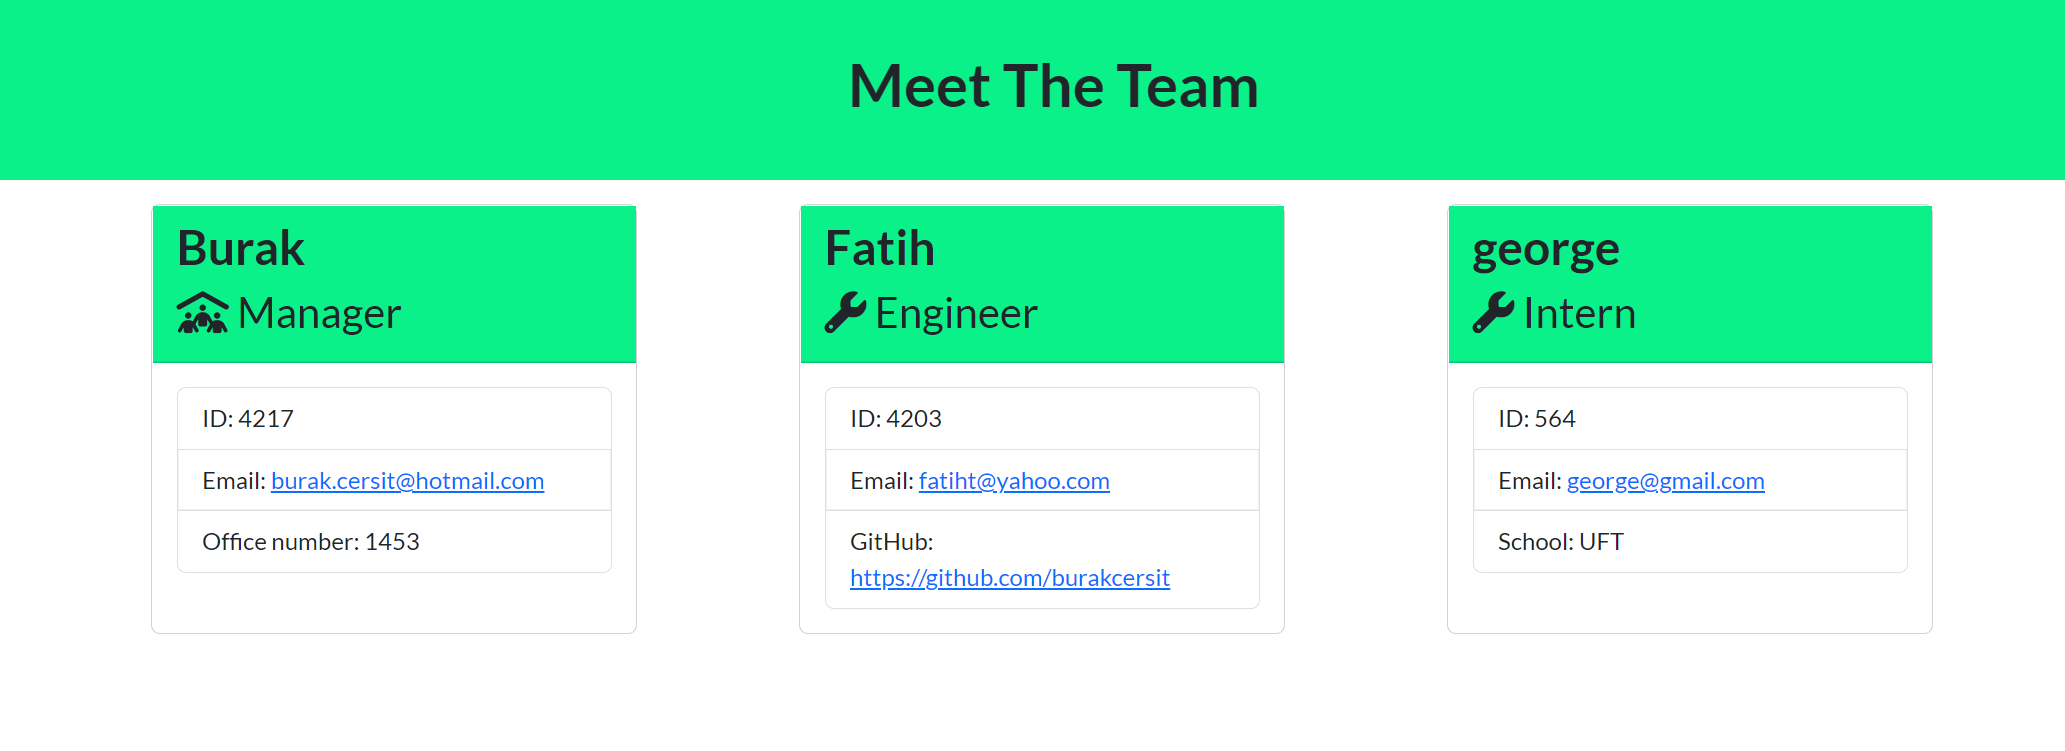 Meet The Team
Burak
Manager
ID: 4217
Email: burak.cersit@hotmail.com
Office number: 1453
Fatih
Engineer
ID: 4203
Email: fatiht@yahoo.com
GitHub:
https://github.com/burakcersit
george
Intern
ID: 564
Email: george@gmail.com
School: UFT